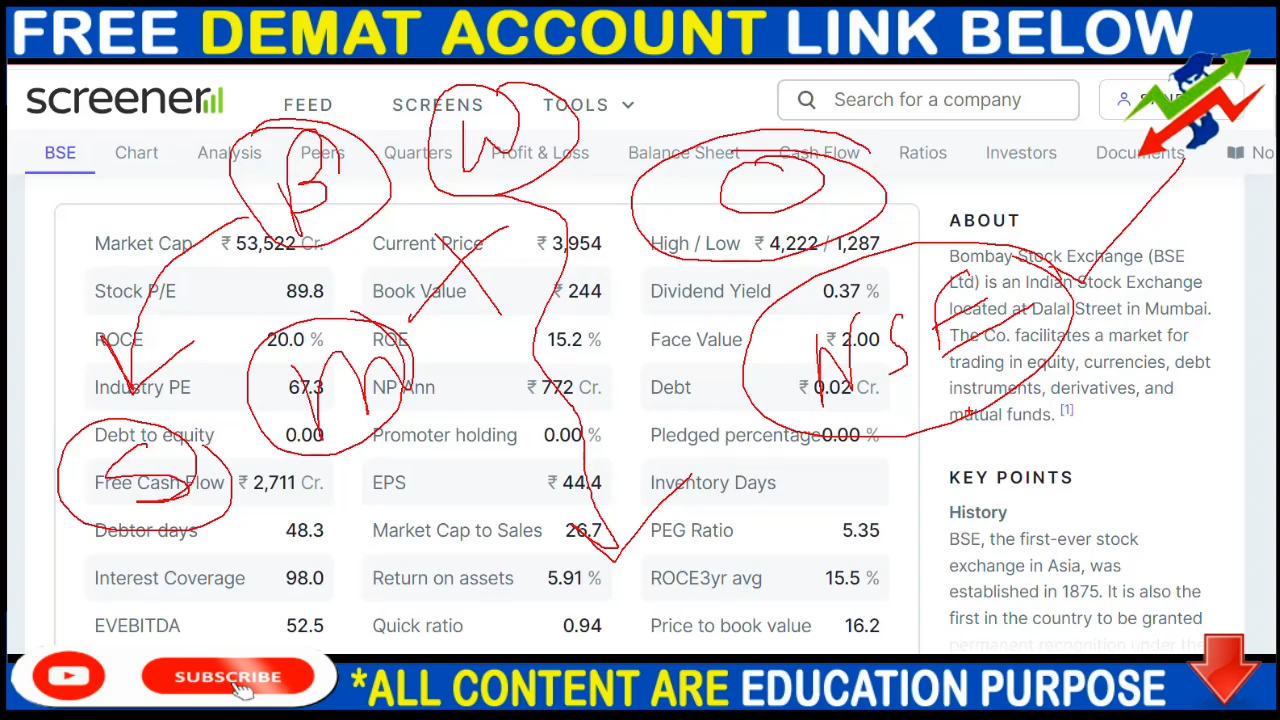 FREE DEMAT ACCOUNT LINK BELOW
screener FEED SCREENS TOOLS Search for a company
BSE Chart Analysis Peers Quarters Profit & Loss Balance Sheet Cash Flow Ratios Investors Documents No
B
NSE
m
Market Cap ₹ 53,522 Cr. Current Price ₹ 3,954 High / Low ₹ 4,222 / 1,287
Stock P/E 89.8 Book Value ₹ 244 Dividend Yield 0.37 %
ROCE 20.0 % ROE 15.2 % Face Value ₹ 2.00
Industry PE 67.3 NP Ann ₹ 772 Cr. Debt ₹ 0.02 Cr.
Debt to equity 0.00 Promoter holding 0.00 % Pledged percentage 0.00 %
Free Cash Flow ₹ 2,711 Cr. EPS ₹ 44.4 Inventory Days
Debtor days 48.3 Market Cap to Sales 26.7 PEG Ratio 5.35
Interest Coverage 98.0 Return on assets 5.91 % ROCE3yr avg 15.5 %
EVEBITDA 52.5 Quick ratio 0.94 Price to book value 16.2
ABOUT
Bombay Stock Exchange (BSE
Ltd) is an Indian Stock Exchange
located at Dalal Street in Mumbai.
The Co. facilitates a market for
trading in equity, currencies, debt
instruments, derivatives, and
mutual funds. [1]
KEY POINTS
History
BSE, the first-ever stock
exchange in Asia, was
established in 1875. It is also the
first in the country to be granted
permanent recognition under the
SUBSCRIBE
*ALL CONTENT ARE EDUCATION PURPOSE